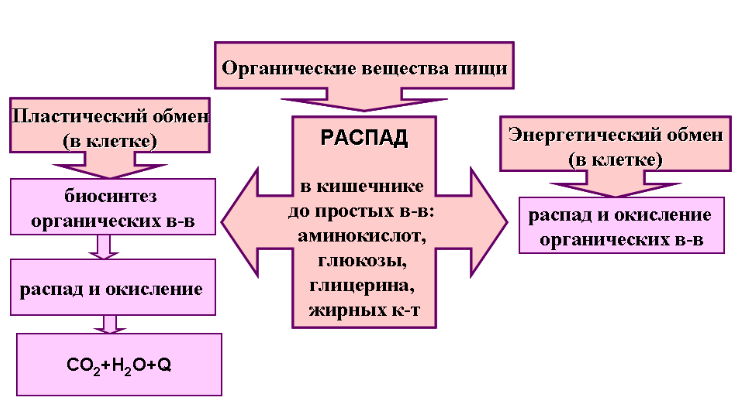 Органические вещества пищи
Пластический обмен
(в клетке)
биосинтез
органических в-в
распад и окисление
CO₂+H₂O+Q
РАСПАД
в кишечнике
до простых в-в:
аминокислот,
глюкозы,
глицерина,
жирных к-т
Энергетический обмен
(в клетке)
распад и окисление
органических в-в